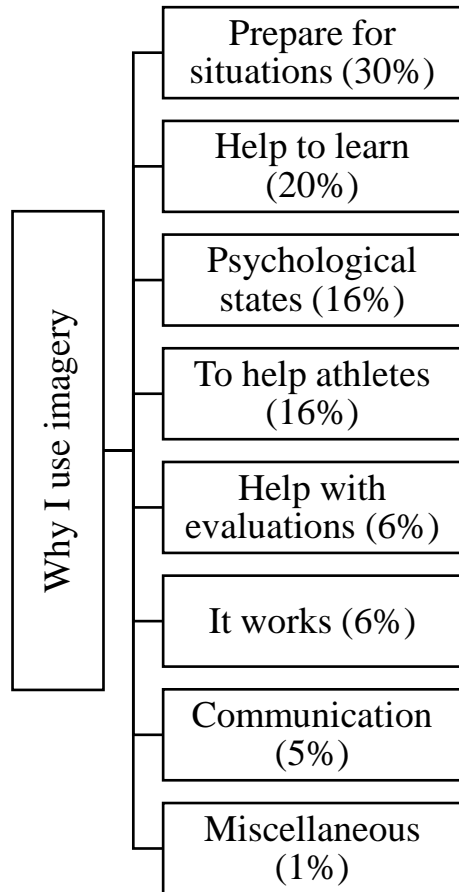 Why I use imagery
Prepare for
situations (30%)
Help to learn
(20%)
Psychological
states (16%)
To help athletes
(16%)
Help with
evaluations (6%)
It works (6%)
Communication
(5%)
Miscellaneous
(1%)